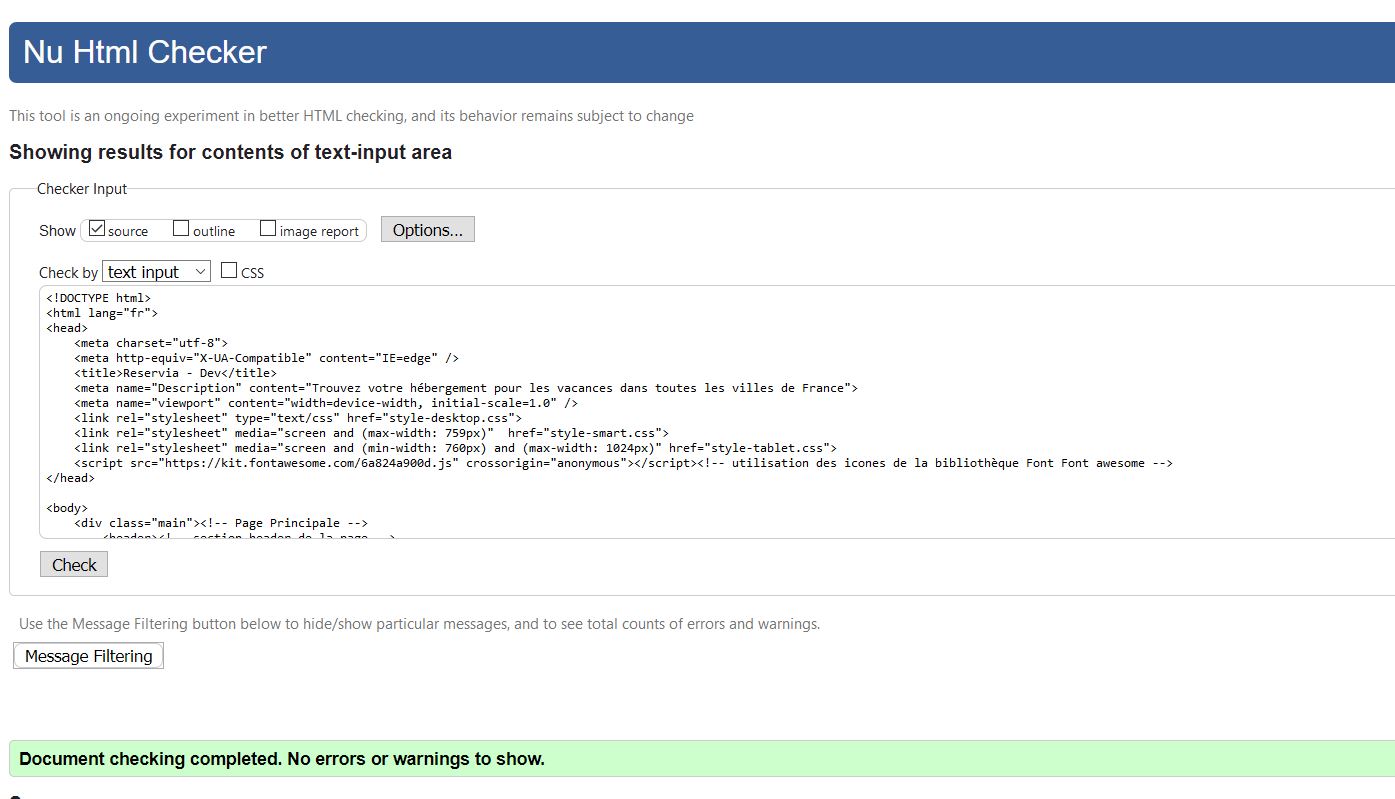 Nu Html Checker
This tool is an ongoing experiment in better HTML checking, and its behavior remains subject to change
Showing results for contents of text-input area
Checker Input
Show source outline image report Options...
Check by text input CSS
<!DOCTYPE html>
<html lang="fr">
<head>
    <meta charset="utf-8">
    <meta http-equiv="X-UA-Compatible" content="IE=edge" />
    <title>Reservia - Dev</title>
    <meta name="Description" content="Trouvez votre hébergement pour les vacances dans toutes les villes de France">
    <meta name="viewport" content="width=device-width, initial-scale=1.0" />
    <link rel="stylesheet" type="text/css" href="style-desktop.css">
    <link rel="stylesheet" media="screen and (max-width: 759px)"  href="style-smart.css">
    <link rel="stylesheet" media="screen and (min-width: 760px) and (max-width: 1024px)" href="style-tablet.css">
    <script src="https://kit.fontawesome.com/6a824a900d.js" crossorigin="anonymous"></script><!-- utilisation des icones de la bibliothèque Font Font awesome -->
</head>
<body>
    <div class="main"><!-- Page Principale -->
        <header><!-- section header de la page -->
Check
Use the Message Filtering button below to hide/show particular messages, and to see total counts of errors and warnings.
Message Filtering
Document checking completed. No errors or warnings to show.